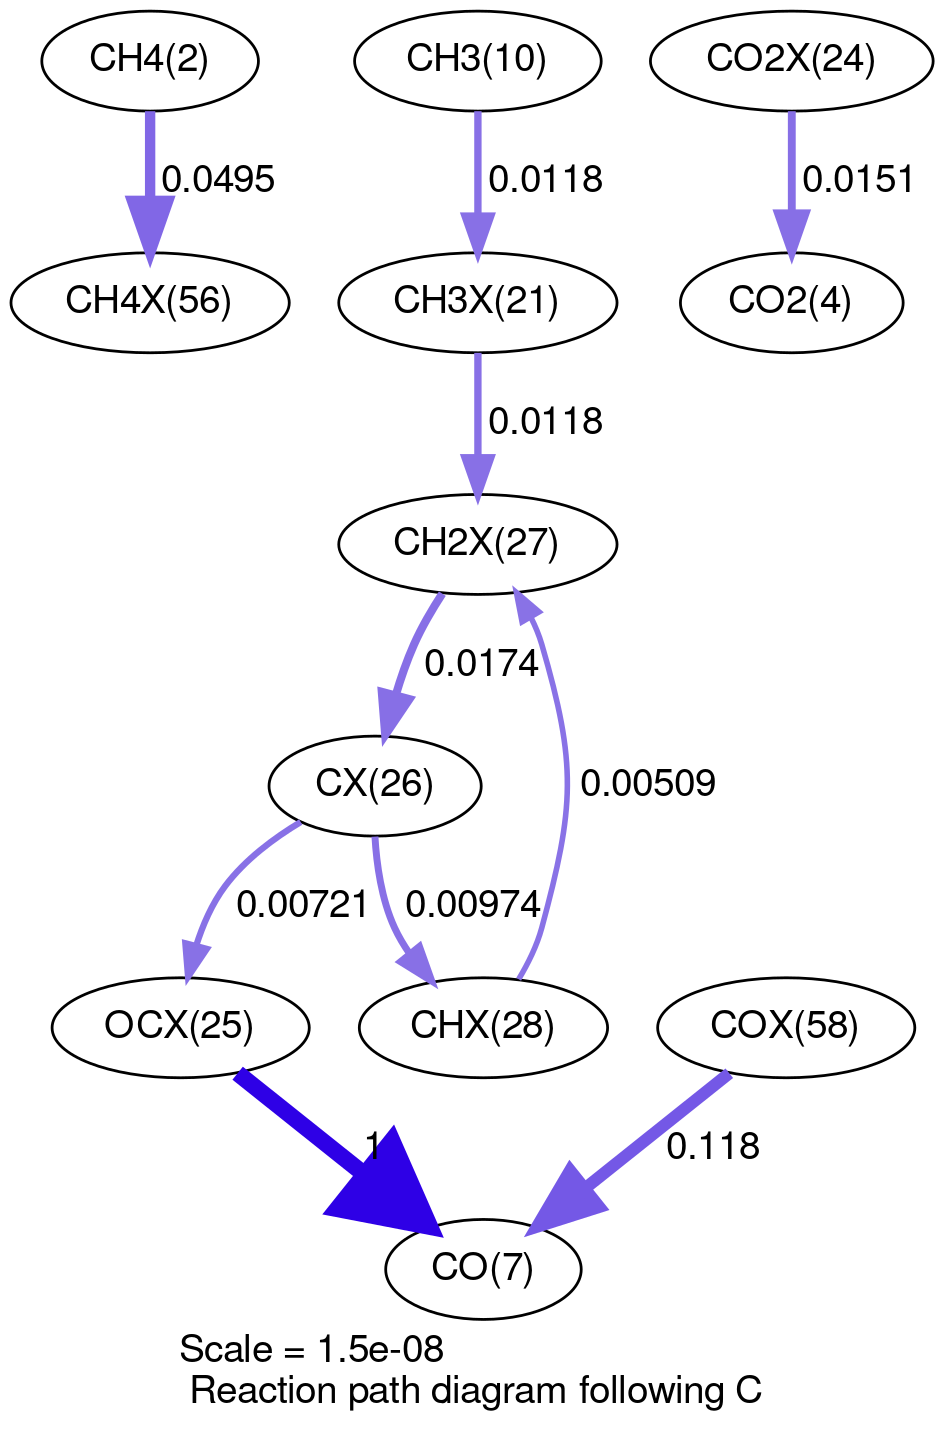 CH4(2)
CH3(10)
CO2X(24)
0.0495
0.0118
0.0151
CH4X(56)
CH3X(21)
CO2(4)
0.0118
CH2X(27)
0.0174
CX(26)
0.00509
0.00721
0.00974
OCX(25)
CHX(28)
COX(58)
1
0.118
CO(7)
Scale = 1.5e-08
Reaction path diagram following C